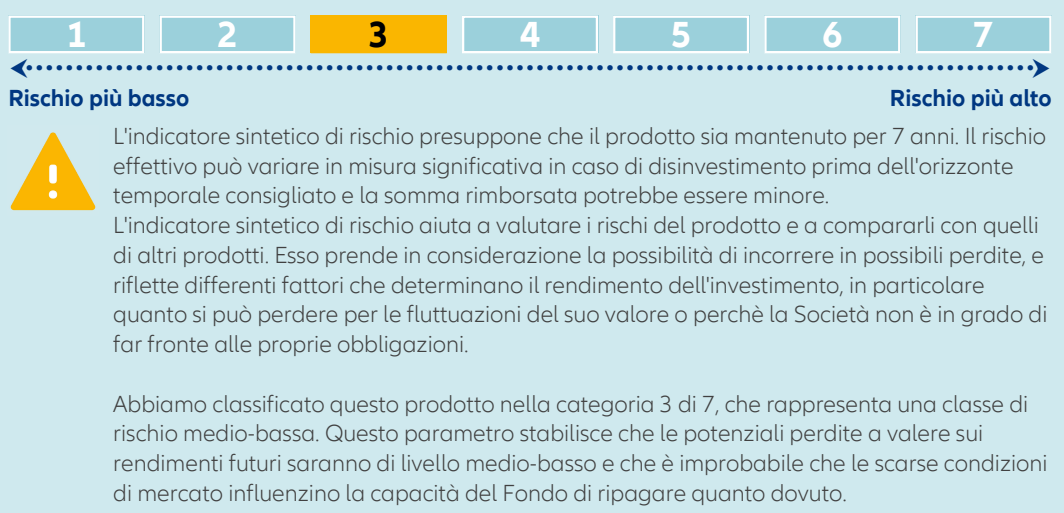 1 2 3 4 5 6 7
Rischio più basso Rischio più alto
L'indicatore sintetico di rischio presuppone che il prodotto sia mantenuto per 7 anni. Il rischio
effettivo può variare in misura significativa in caso di disinvestimento prima dell'orizzonte
temporale consigliato e la somma rimborsata potrebbe essere minore.
L'indicatore sintetico di rischio aiuta a valutare i rischi del prodotto e a compararli con quelli
di altri prodotti. Esso prende in considerazione la possibilità di incorrere in possibili perdite, e
riflette differenti fattori che determinano il rendimento dell'investimento, in particolare
quanto si può perdere per le fluttuazioni del suo valore o perchè la Società non è in grado di
far fronte alle proprie obbligazioni.
Abbiamo classificato questo prodotto nella categoria 3 di 7, che rappresenta una classe di
rischio medio-bassa. Questo parametro stabilisce che le potenziali perdite a valere sui
rendimenti futuri saranno di livello medio-basso e che è improbabile che le scarse condizioni
di mercato influenzino la capacità del Fondo di ripagare quanto dovuto.